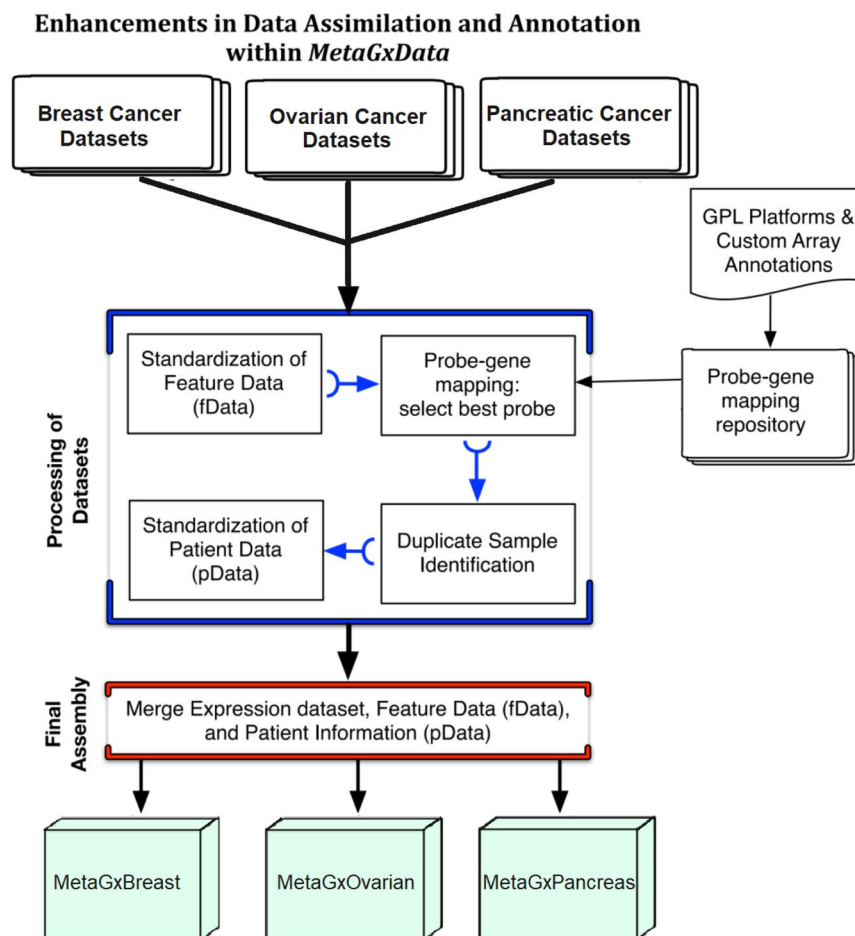 Enhancements in Data Assimilation and Annotation
within MetaGxData
Breast Cancer
Datasets
Ovarian Cancer
Datasets
Pancreatic Cancer
Datasets
GPL Platforms &
Custom Array
Annotations
Processing of
Datasets
Standardization of
Feature Data
(fData)
Probe-gene
mapping:
select best probe
Probe-gene
mapping
repository
Standardization of
Patient Data
(pData)
Duplicate Sample
Identification
Final
Assembly
Merge Expression dataset, Feature Data (fData),
and Patient Information (pData)
MetaGxBreast
MetaGxOvarian
MetaGxPancreas